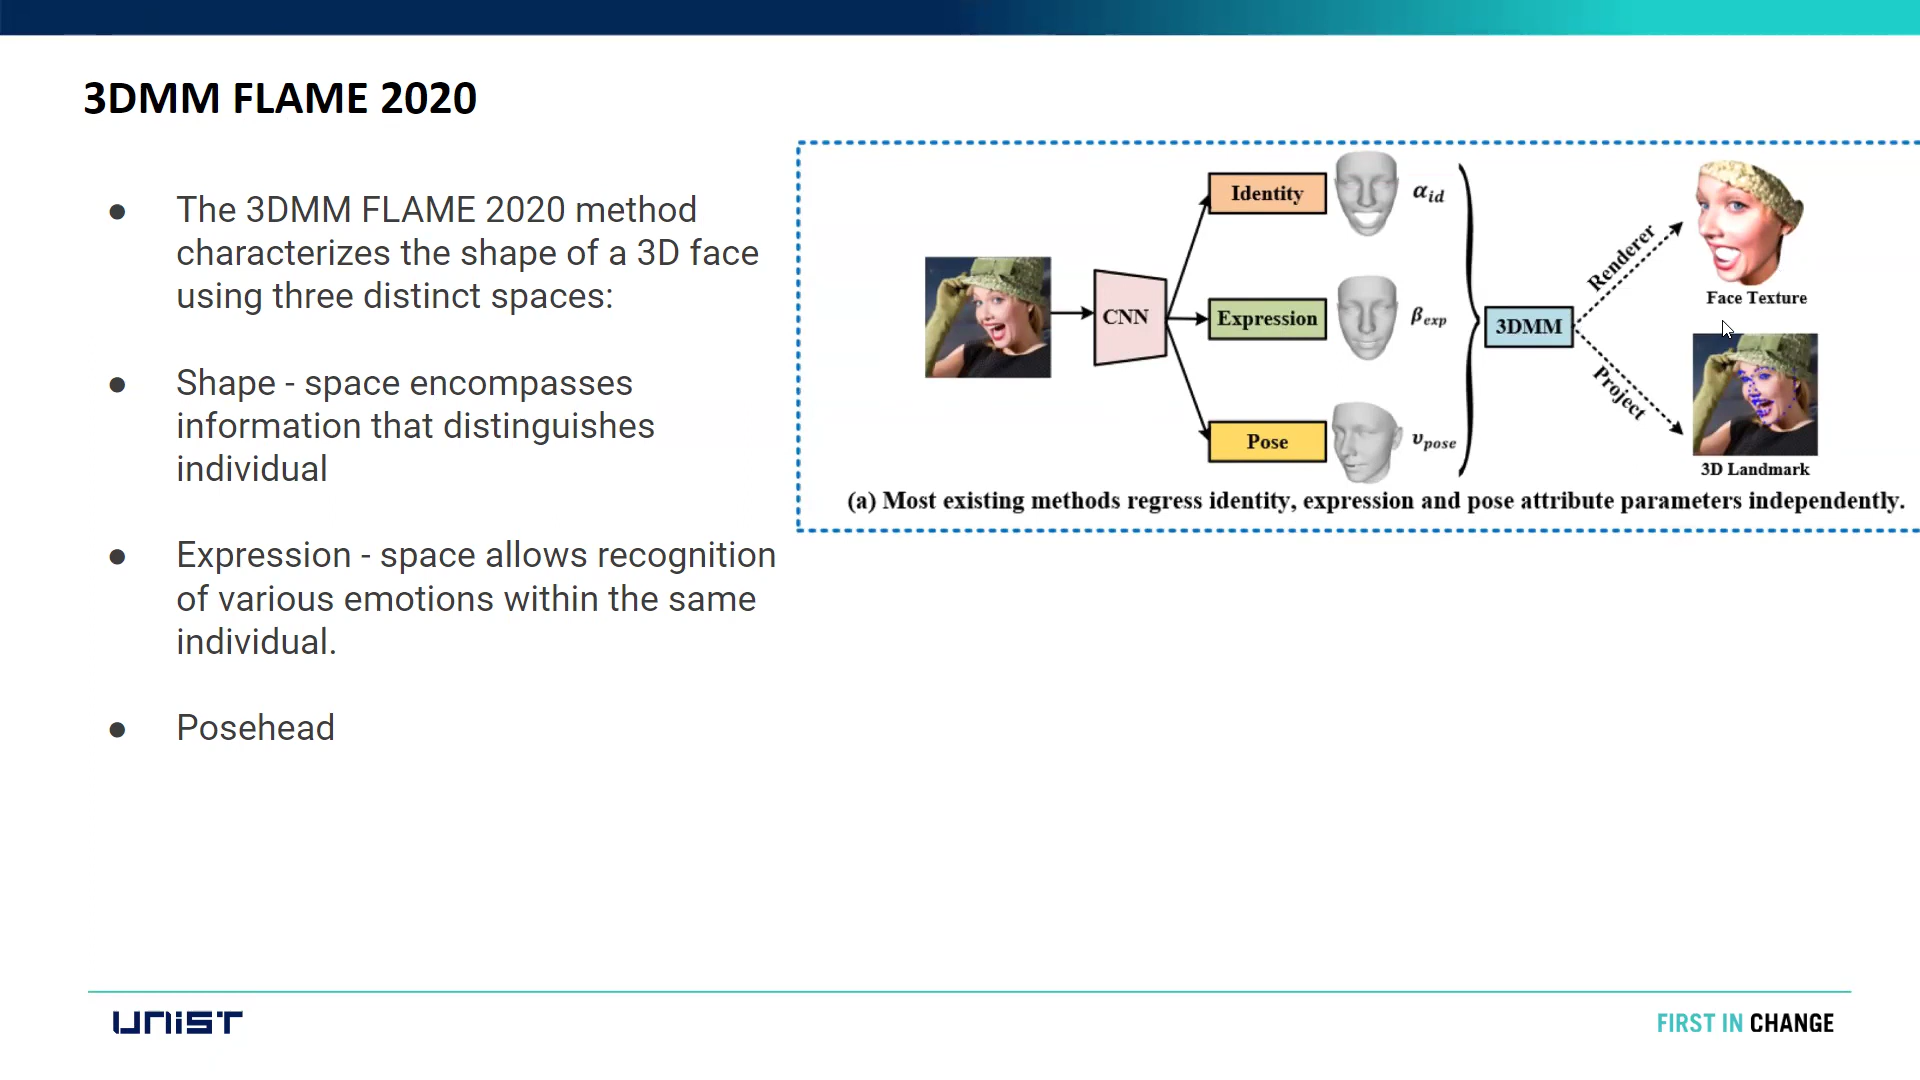 3DMM FLAME 2020
● The 3DMM FLAME 2020 method
characterizes the shape of a 3D face
using three distinct spaces:
● Shape - space encompasses
information that distinguishes
individual
● Expression - space allows recognition
of various emotions within the same
individual.
● Posehead
CNN
Identity
α_id
Expression
β_exp
Pose
υ_pose
3DMM
Renderer
Project
Face Texture
3D Landmark
(a) Most existing methods regress identity, expression and pose attribute parameters independently.
UNIST
FIRST IN CHANGE